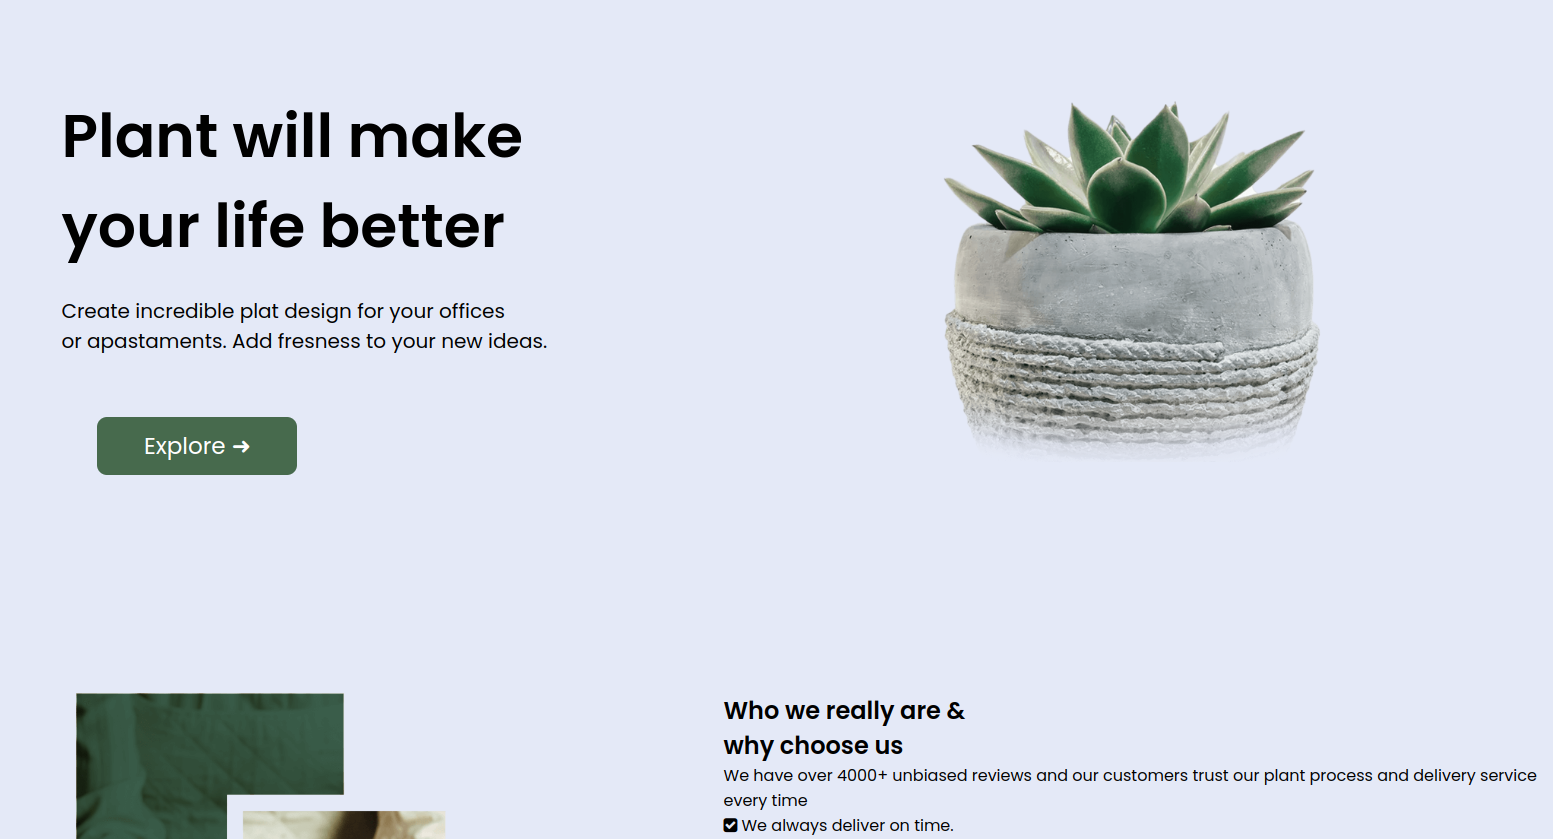 Plant will make
your life better
Create incredible plat design for your offices
or apastaments. Add fresness to your new ideas.
Explore ➜
Who we really are &
why choose us
We have over 4000+ unbiased reviews and our customers trust our plant process and delivery service
every time
We always deliver on time.